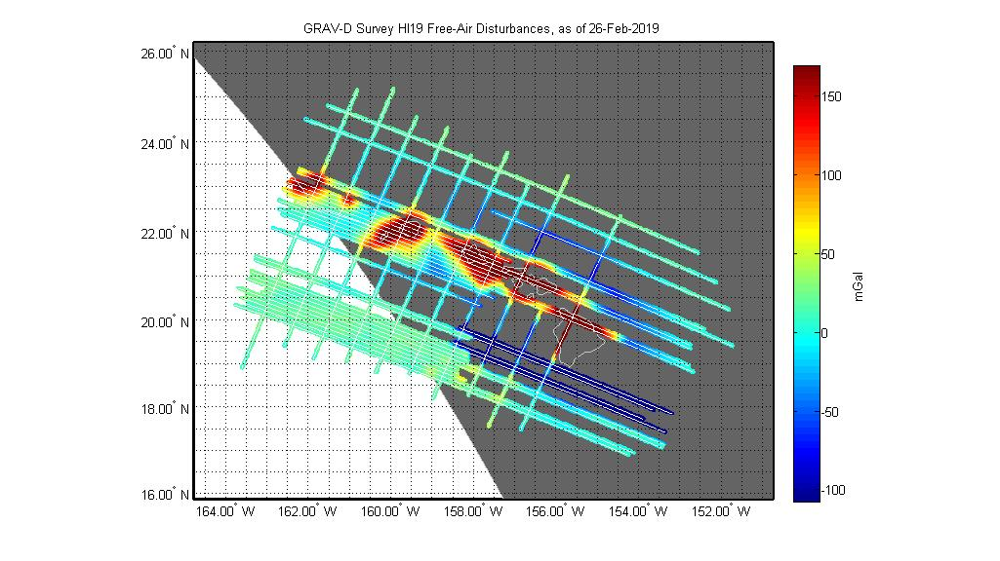 GRAV-D Survey HI19 Free-Air Disturbances, as of 26-Feb-2019
26.00° N
24.00° N
22.00° N
20.00° N
18.00° N
16.00° N
164.00° W
162.00° W
160.00° W
158.00° W
156.00° W
154.00° W
152.00° W
150
100
50
0
-50
-100
mGal